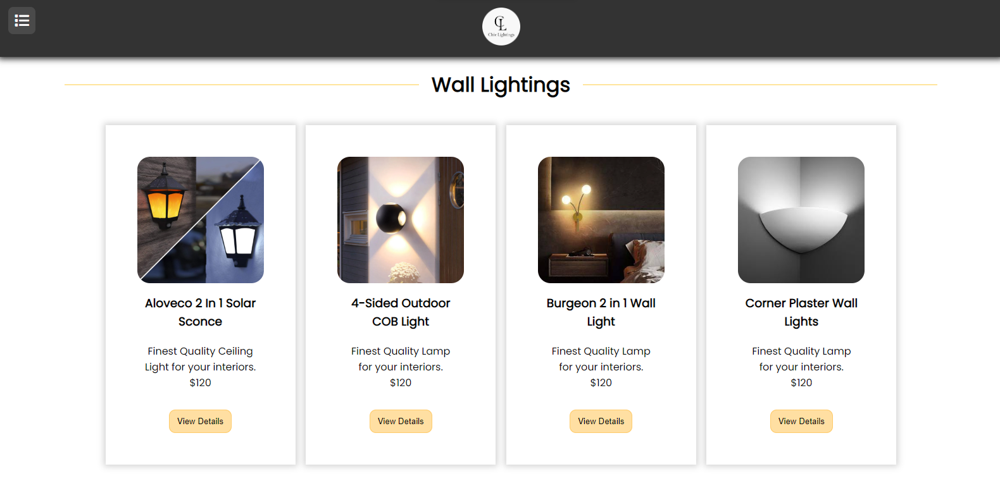 CL
Chic Lightings
Wall Lightings
Aloveco 2 In 1 Solar
Sconce
Finest Quality Ceiling
Light for your interiors.
$120
View Details
4-Sided Outdoor
COB Light
Finest Quality Lamp
for your interiors.
$120
View Details
Burgeon 2 in 1 Wall
Light
Finest Quality Lamp
for your interiors.
$120
View Details
Corner Plaster Wall
Lights
Finest Quality Lamp
for your interiors.
$120
View Details